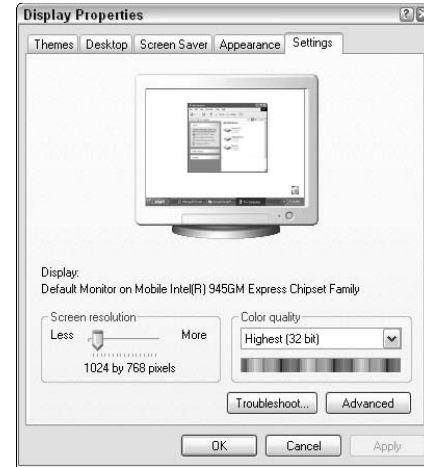 Display Properties
Themes Desktop Screen Saver Appearance Settings
Display:
Default Monitor on Mobile Intel(R) 945GM Express Chipset Family
Screen resolution
Less More
1024 by 768 pixels
Color quality
Highest (32 bit)
Troubleshoot... Advanced
OK Cancel Apply